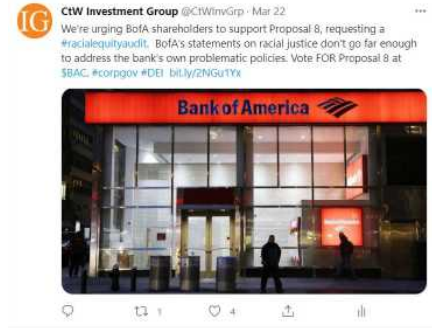 IG
CtW Investment Group @CtWInvGrp · Mar 22
We're urging BofA shareholders to support Proposal 8, requesting a
#racialequityaudit. BofA's statements on racial justice don't go far enough
to address the bank's own problematic policies. Vote FOR Proposal 8 at
$BAC. #corpgov #DEI bit.ly/2NGu1Yx
Bank of America
1
4